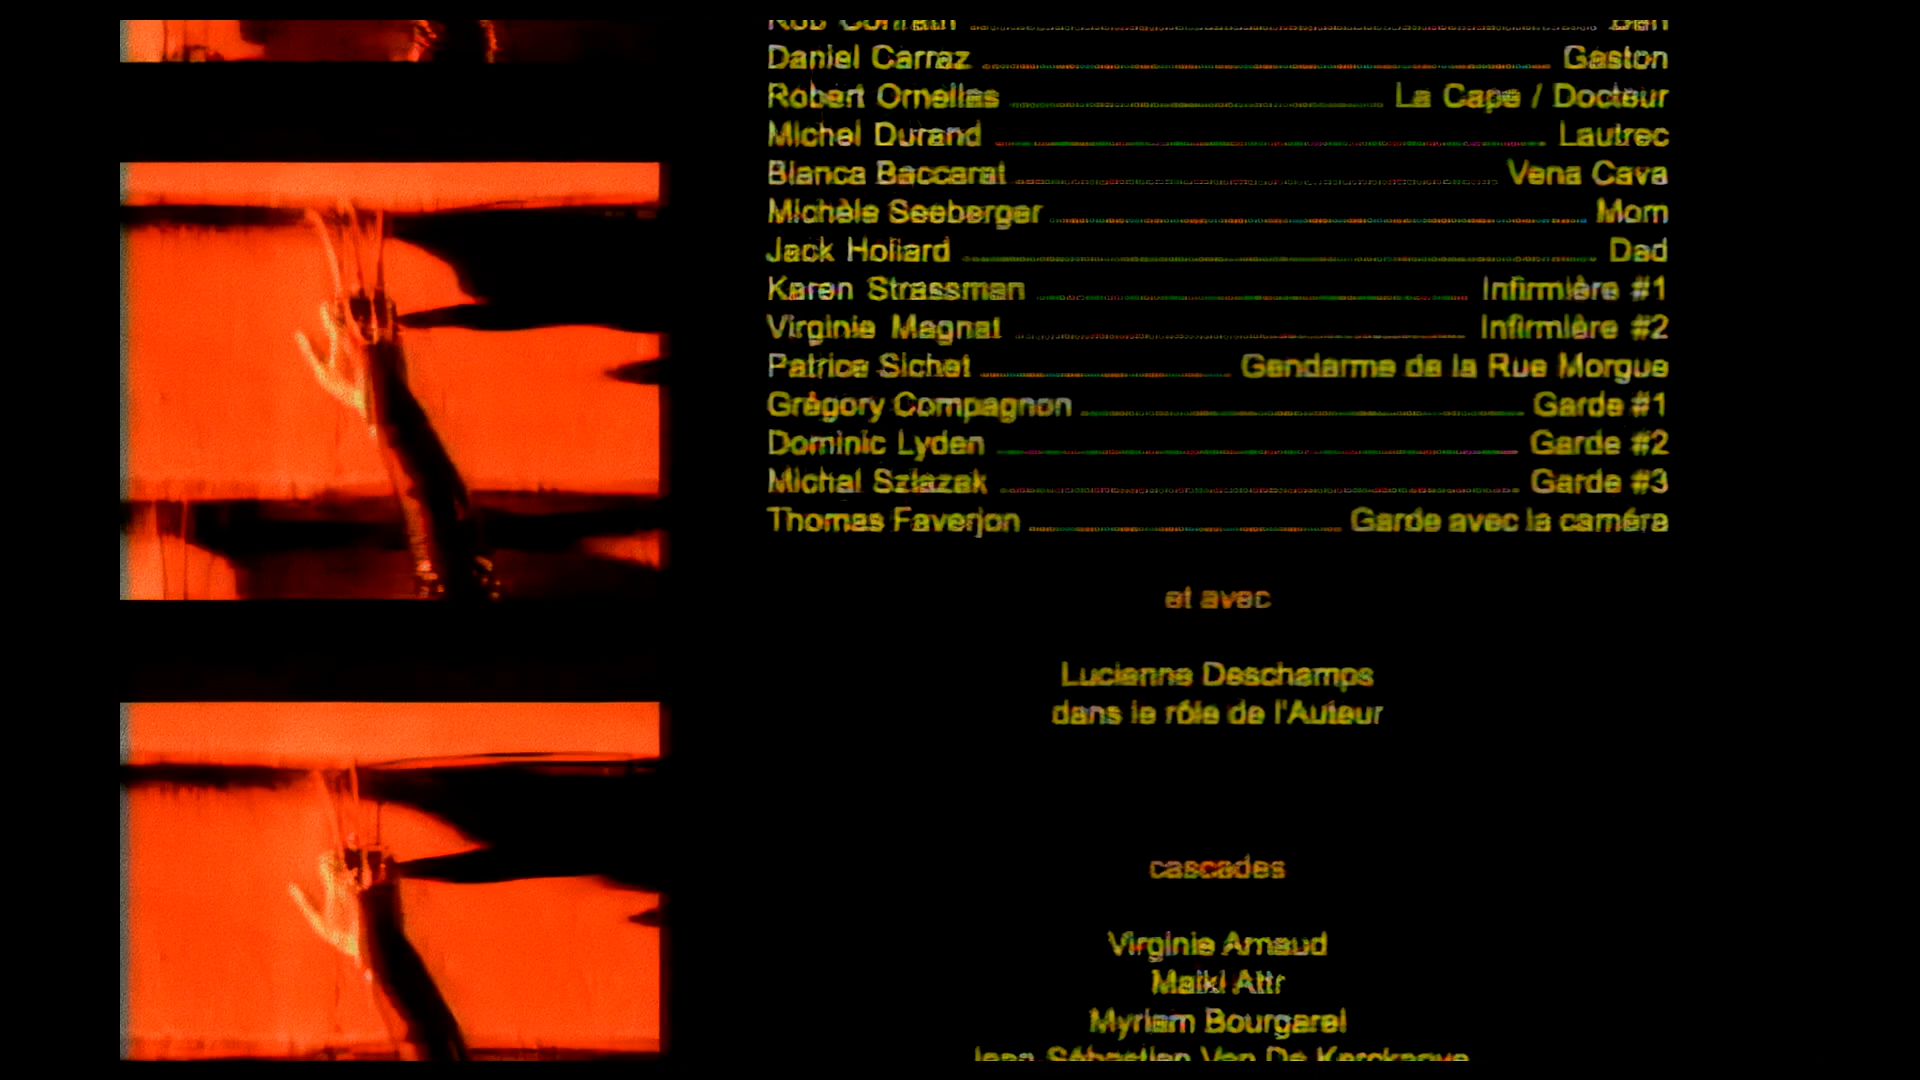 Daniel Carraz Gaston
Robert Ornellas La Cape / Docteur
Michel Durand Lautrec
Blanca Baccarat Vena Cava
Michèle Seeberger Mom
Jack Hollard Dad
Karen Strassman Infirmière #1
Virginie Magnat Infirmière #2
Patrice Sichet Gendarme de la Rue Morgue
Grégory Compagnon Garde #1
Dominic Lyden Garde #2
Michal Szlazak Garde #3
Thomas Faverjon Garde avec la caméra
et avec
Lucienne Deschamps
dans le rôle de l'Auteur
cascades
Virginie Arnaud
Malki Attr
Myriam Bourgarel